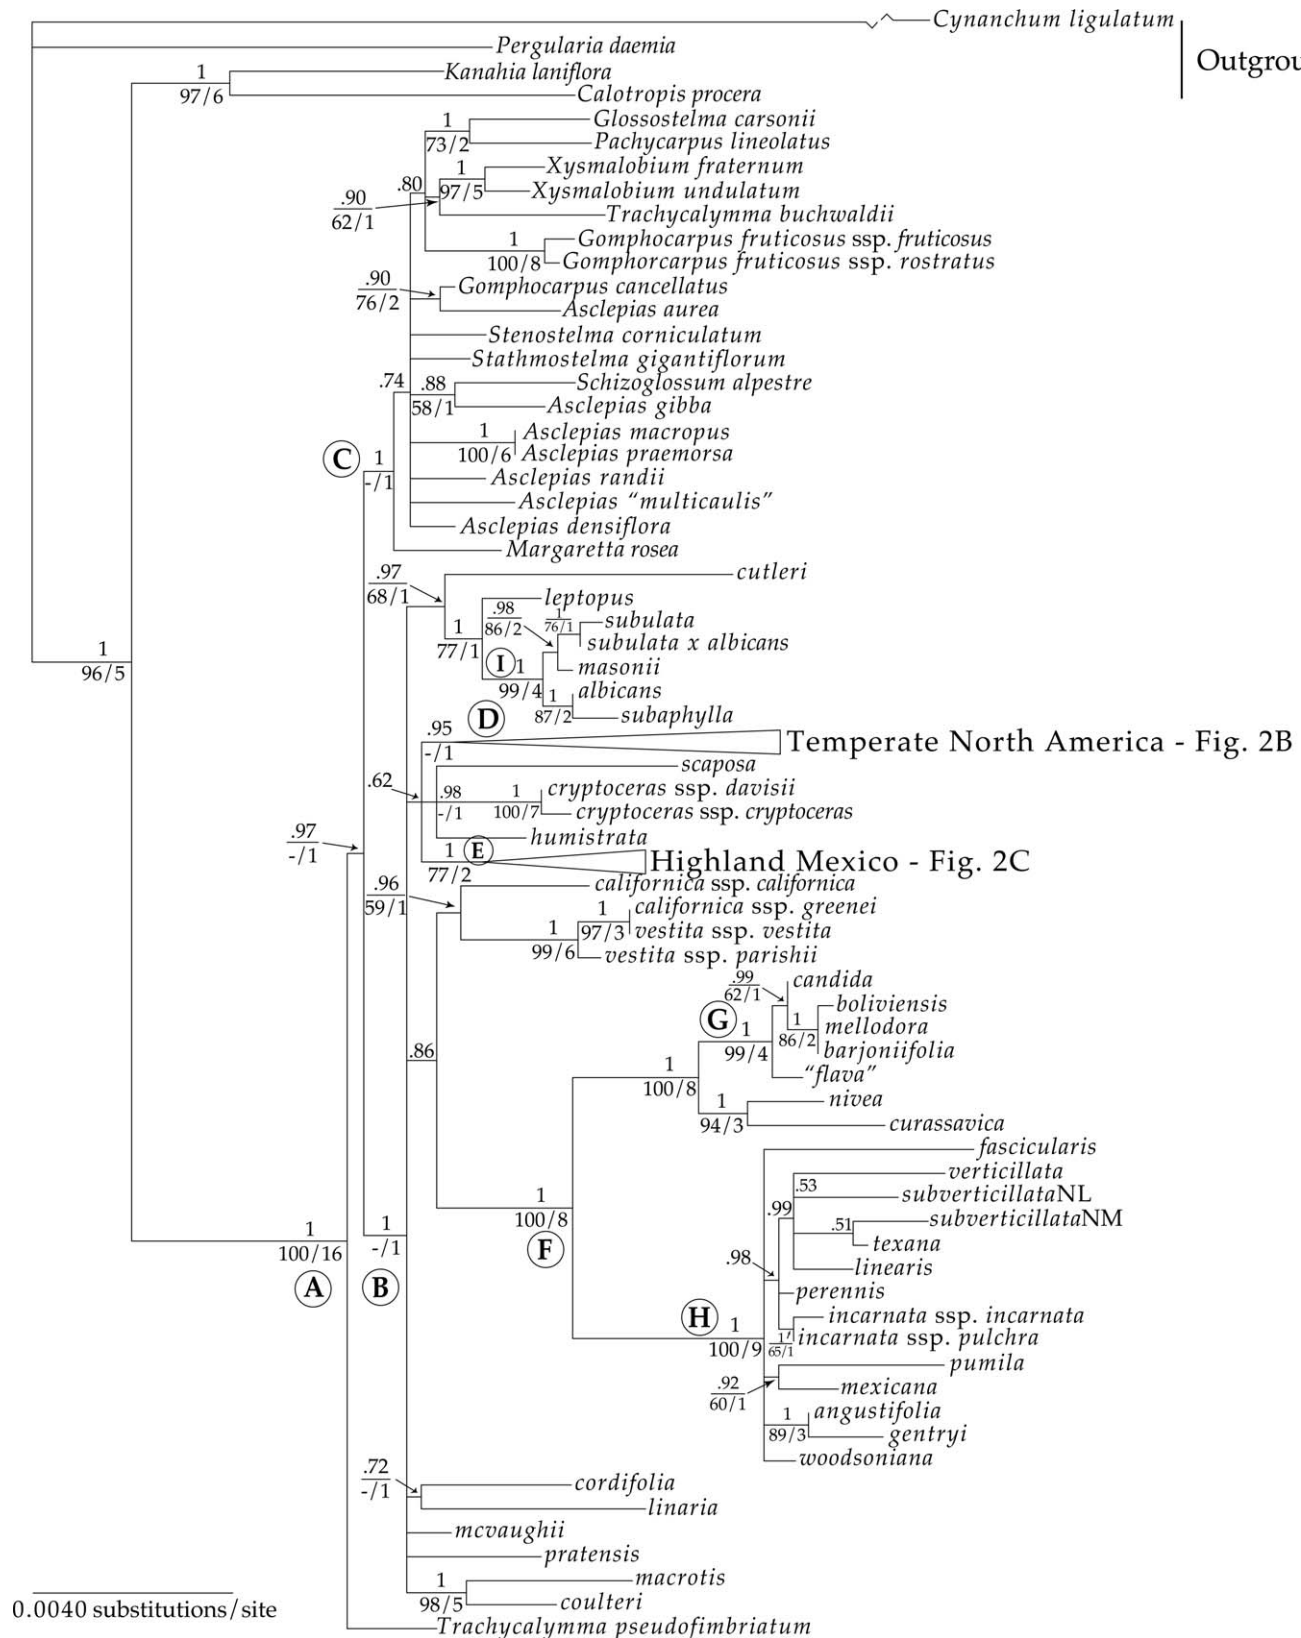 Cynanchum ligulatum
Pergularia daemia
Outgrou
1
Kanahia laniflora
97/6
Calotropis procera
1
Glossostelma carsonii
73/2
Pachycarpus lineolatus
1
Xysmalobium fraternum
.80
97/5
Xysmalobium undulatum
.90
62/1
Trachycalymma buchwaldii
1
Gomphocarpus fruticosus ssp. fruticosus
100/8
Gomphorcarpus fruticosus ssp. rostratus
.90
76/2
Gomphocarpus cancellatus
Asclepias aurea
Stenostelma corniculatum
Stathmostelma gigantiflorum
.74
.88
Schizoglossum alpestre
58/1
Asclepias gibba
1
Asclepias macropus
100/6
Asclepias praemorsa
C
1
-/1
Asclepias randii
Asclepias "multicaulis"
Asclepias densiflora
Margaretta rosea
.97
68/1
cutleri
leptopus
.98
86/2
1
76/1
subulata
1
77/1
subulata x albicans
I
1
masonii
99/4
1
albicans
87/2
subaphylla
1
96/5
D
.95
-/1
Temperate North America - Fig. 2B
scaposa
.62
.98
-/1
1
cryptoceras ssp. davisii
100/7
cryptoceras ssp. cryptoceras
humistrata
.97
-/1
1
E
77/2
Highland Mexico - Fig. 2C
.96
59/1
californica ssp. californica
1
californica ssp. greenei
1
97/3
vestita ssp. vestita
99/6
vestita ssp. parishii
.99
62/1
candida
boliviensis
G
1
1
mellodora
99/4
86/2
barjoniifolia
.86
1
"flava"
100/8
1
nivea
94/3
curassavica
fascicularis
verticillata
.53
subverticillataNL
1
100/8
.99
subverticillataNM
.51
texana
F
.98
linearis
perennis
1
100/16
1
-/1
A
B
H
1
incarnata ssp. incarnata
100/9
1
65/1
incarnata ssp. pulchra
pumila
.92
60/1
mexicana
1
angustifolia
89/3
gentryi
woodsoniana
.72
-/1
cordifolia
linaria
mcvaughii
pratensis
1
macrotis
98/5
coulteri
0.0040 substitutions/site
Trachycalymma pseudofimbriatum